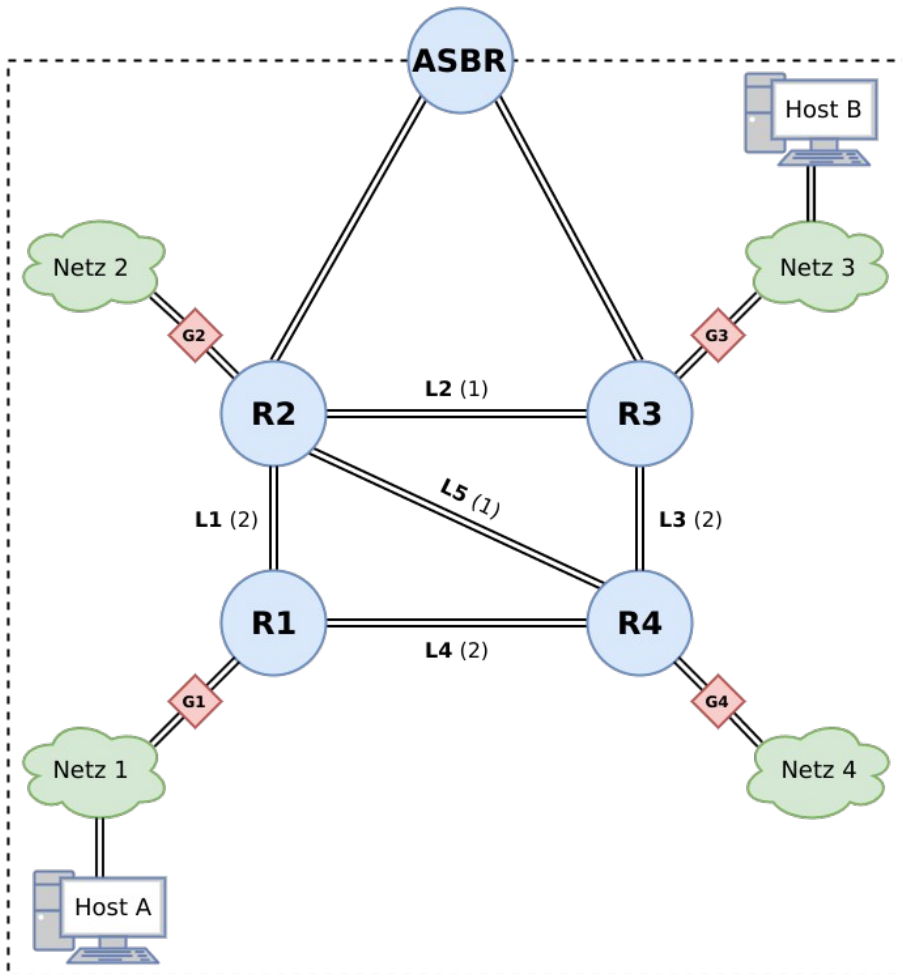 ASBR
Host B
Netz 2
Netz 3
G2
G3
L2 (1)
R2
R3
L5 (1)
L1 (2)
L3 (2)
R1
R4
L4 (2)
G1
G4
Netz 1
Netz 4
Host A